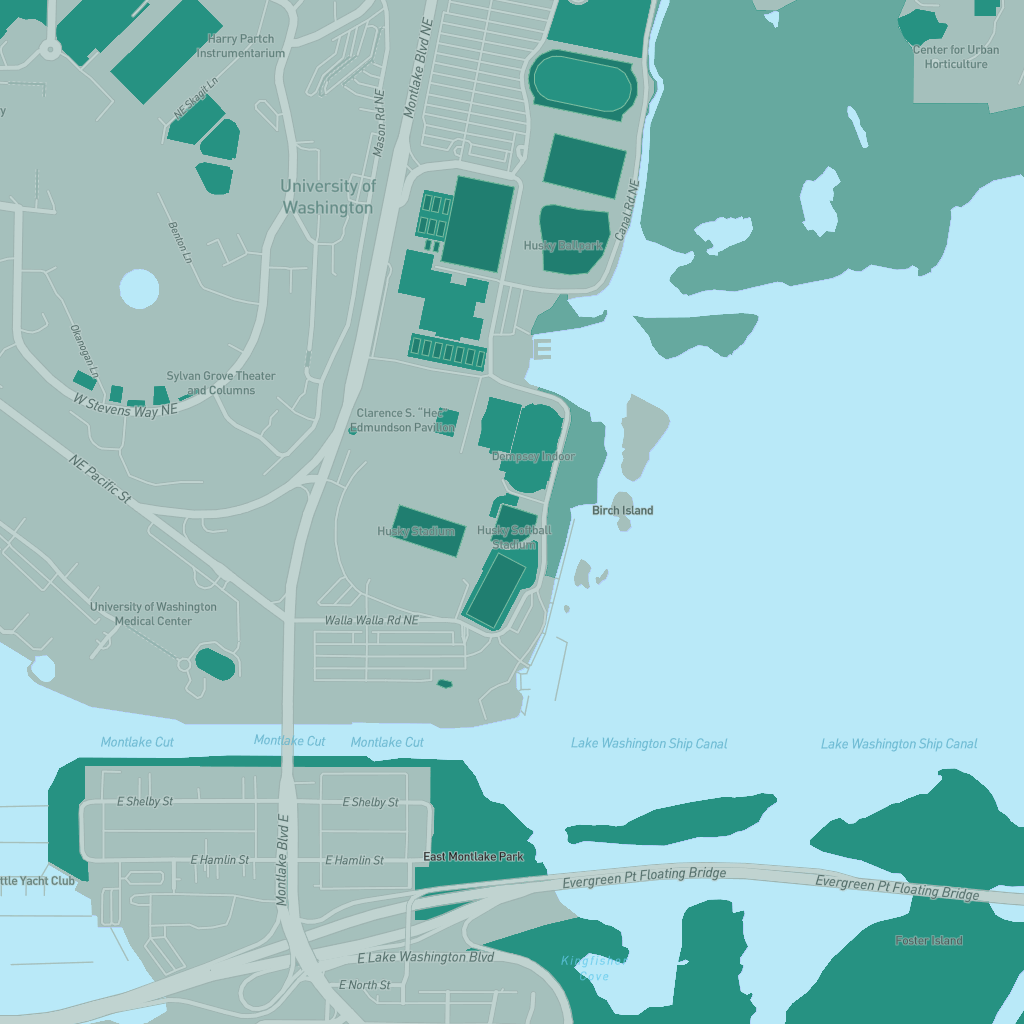 Harry Partch
Instrumentarium
Montlake Blvd NE
Center for Urban
Horticulture
NE Skagit Ln
Mason Rd NE
University of
Washington
Canal Rd NE
Benton Ln
Husky Ballpark
Okanogan Ln
Sylvan Grove Theater
and Columns
W Stevens Way NE
Clarence S. "Hec"
Edmundson Pavilion
Dempsey Indoor
NE Pacific St
Birch Island
Husky Stadium
Husky Softball
Stadium
University of Washington
Medical Center
Walla Walla Rd NE
Montlake Cut
Montlake Cut
Montlake Cut
Lake Washington Ship Canal
Lake Washington Ship Canal
E Shelby St
E Shelby St
Montlake Blvd E
E Hamlin St
E Hamlin St
East Montlake Park
ttle Yacht Club
Evergreen Pt Floating Bridge
Evergreen Pt Floating Bridge
Foster Island
E Lake Washington Blvd
Kingfisher
Cove
E North St